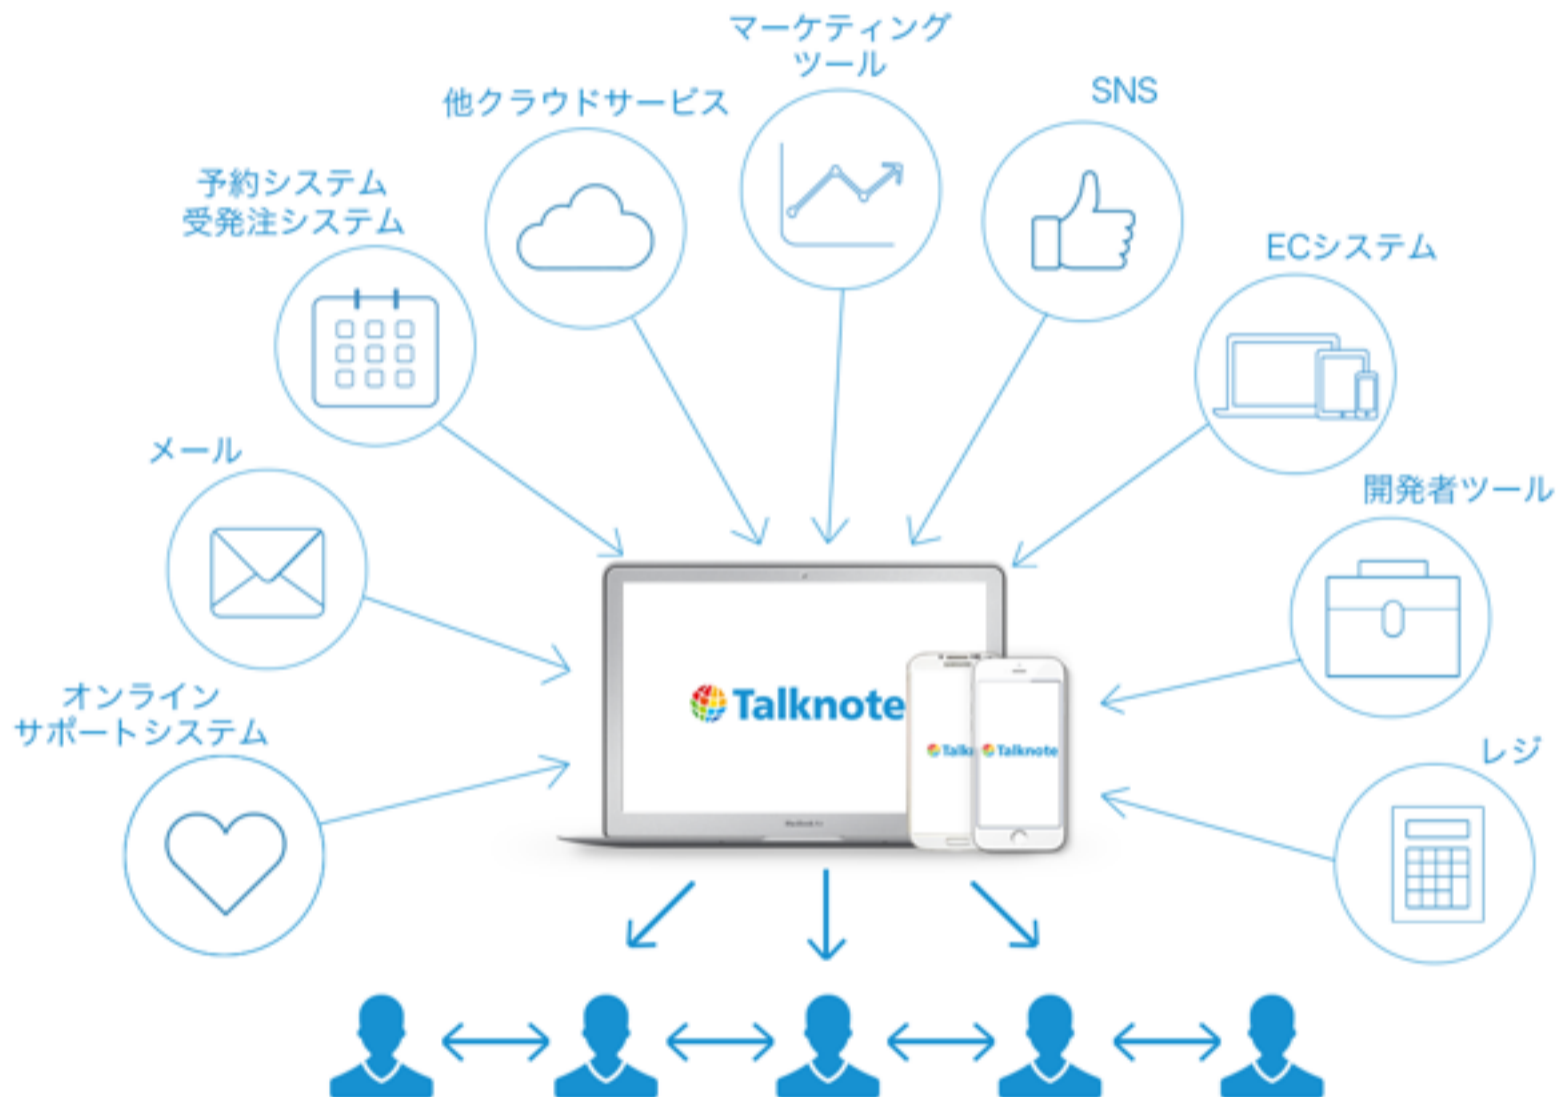 マーケティング
ツール
SNS
他クラウドサービス
予約システム
受発注システム
ECシステム
メール
開発者ツール
オンライン
サポートシステム
レジ
Talknote
Talkn
Talknote
MacBook Air